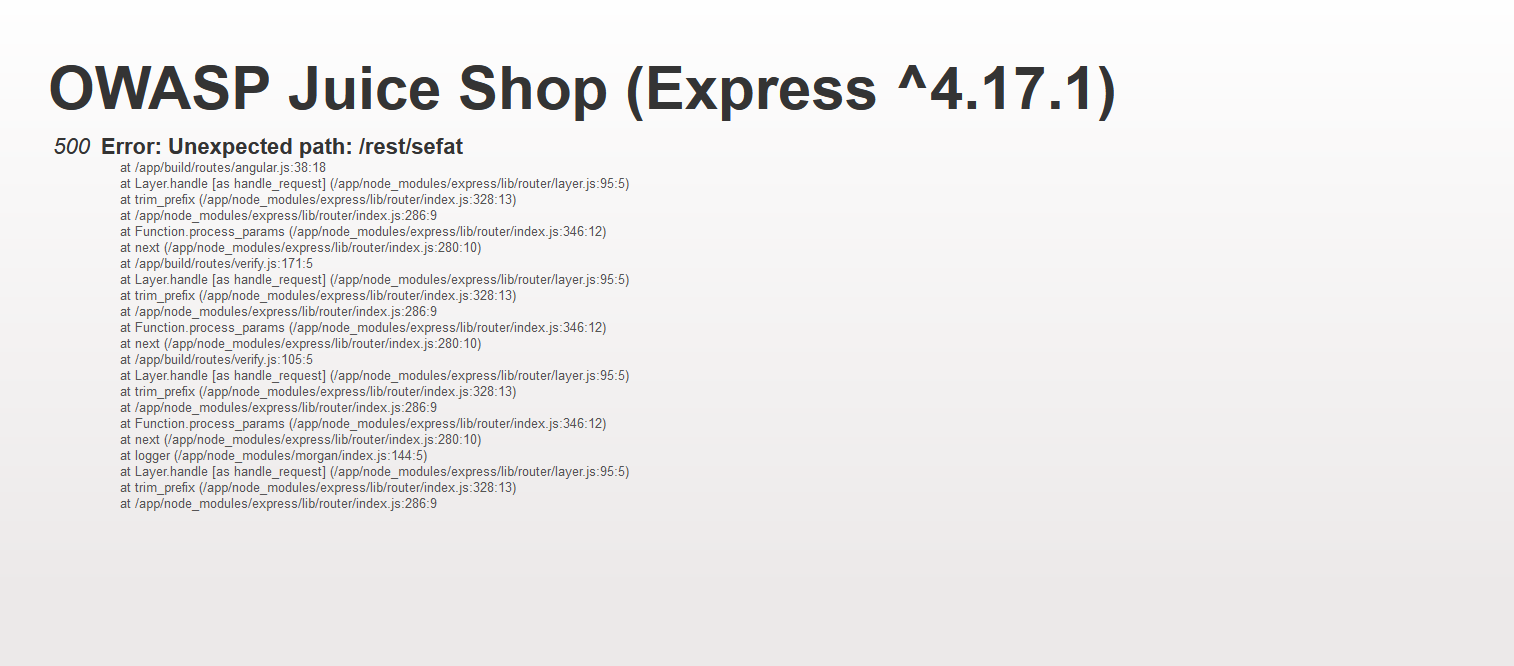 OWASP Juice Shop (Express ^4.17.1)
500 Error: Unexpected path: /rest/sefat
at /app/build/routes/angular.js:38:18
at Layer.handle [as handle_request] (/app/node_modules/express/lib/router/layer.js:95:5)
at trim_prefix (/app/node_modules/express/lib/router/index.js:328:13)
at /app/node_modules/express/lib/router/index.js:286:9
at Function.process_params (/app/node_modules/express/lib/router/index.js:346:12)
at next (/app/node_modules/express/lib/router/index.js:280:10)
at /app/build/routes/verify.js:171:5
at Layer.handle [as handle_request] (/app/node_modules/express/lib/router/layer.js:95:5)
at trim_prefix (/app/node_modules/express/lib/router/index.js:328:13)
at /app/node_modules/express/lib/router/index.js:286:9
at Function.process_params (/app/node_modules/express/lib/router/index.js:346:12)
at next (/app/node_modules/express/lib/router/index.js:280:10)
at /app/build/routes/verify.js:105:5
at Layer.handle [as handle_request] (/app/node_modules/express/lib/router/layer.js:95:5)
at trim_prefix (/app/node_modules/express/lib/router/index.js:328:13)
at /app/node_modules/express/lib/router/index.js:286:9
at Function.process_params (/app/node_modules/express/lib/router/index.js:346:12)
at next (/app/node_modules/express/lib/router/index.js:280:10)
at logger (/app/node_modules/morgan/index.js:144:5)
at Layer.handle [as handle_request] (/app/node_modules/express/lib/router/layer.js:95:5)
at trim_prefix (/app/node_modules/express/lib/router/index.js:328:13)
at /app/node_modules/express/lib/router/index.js:286:9